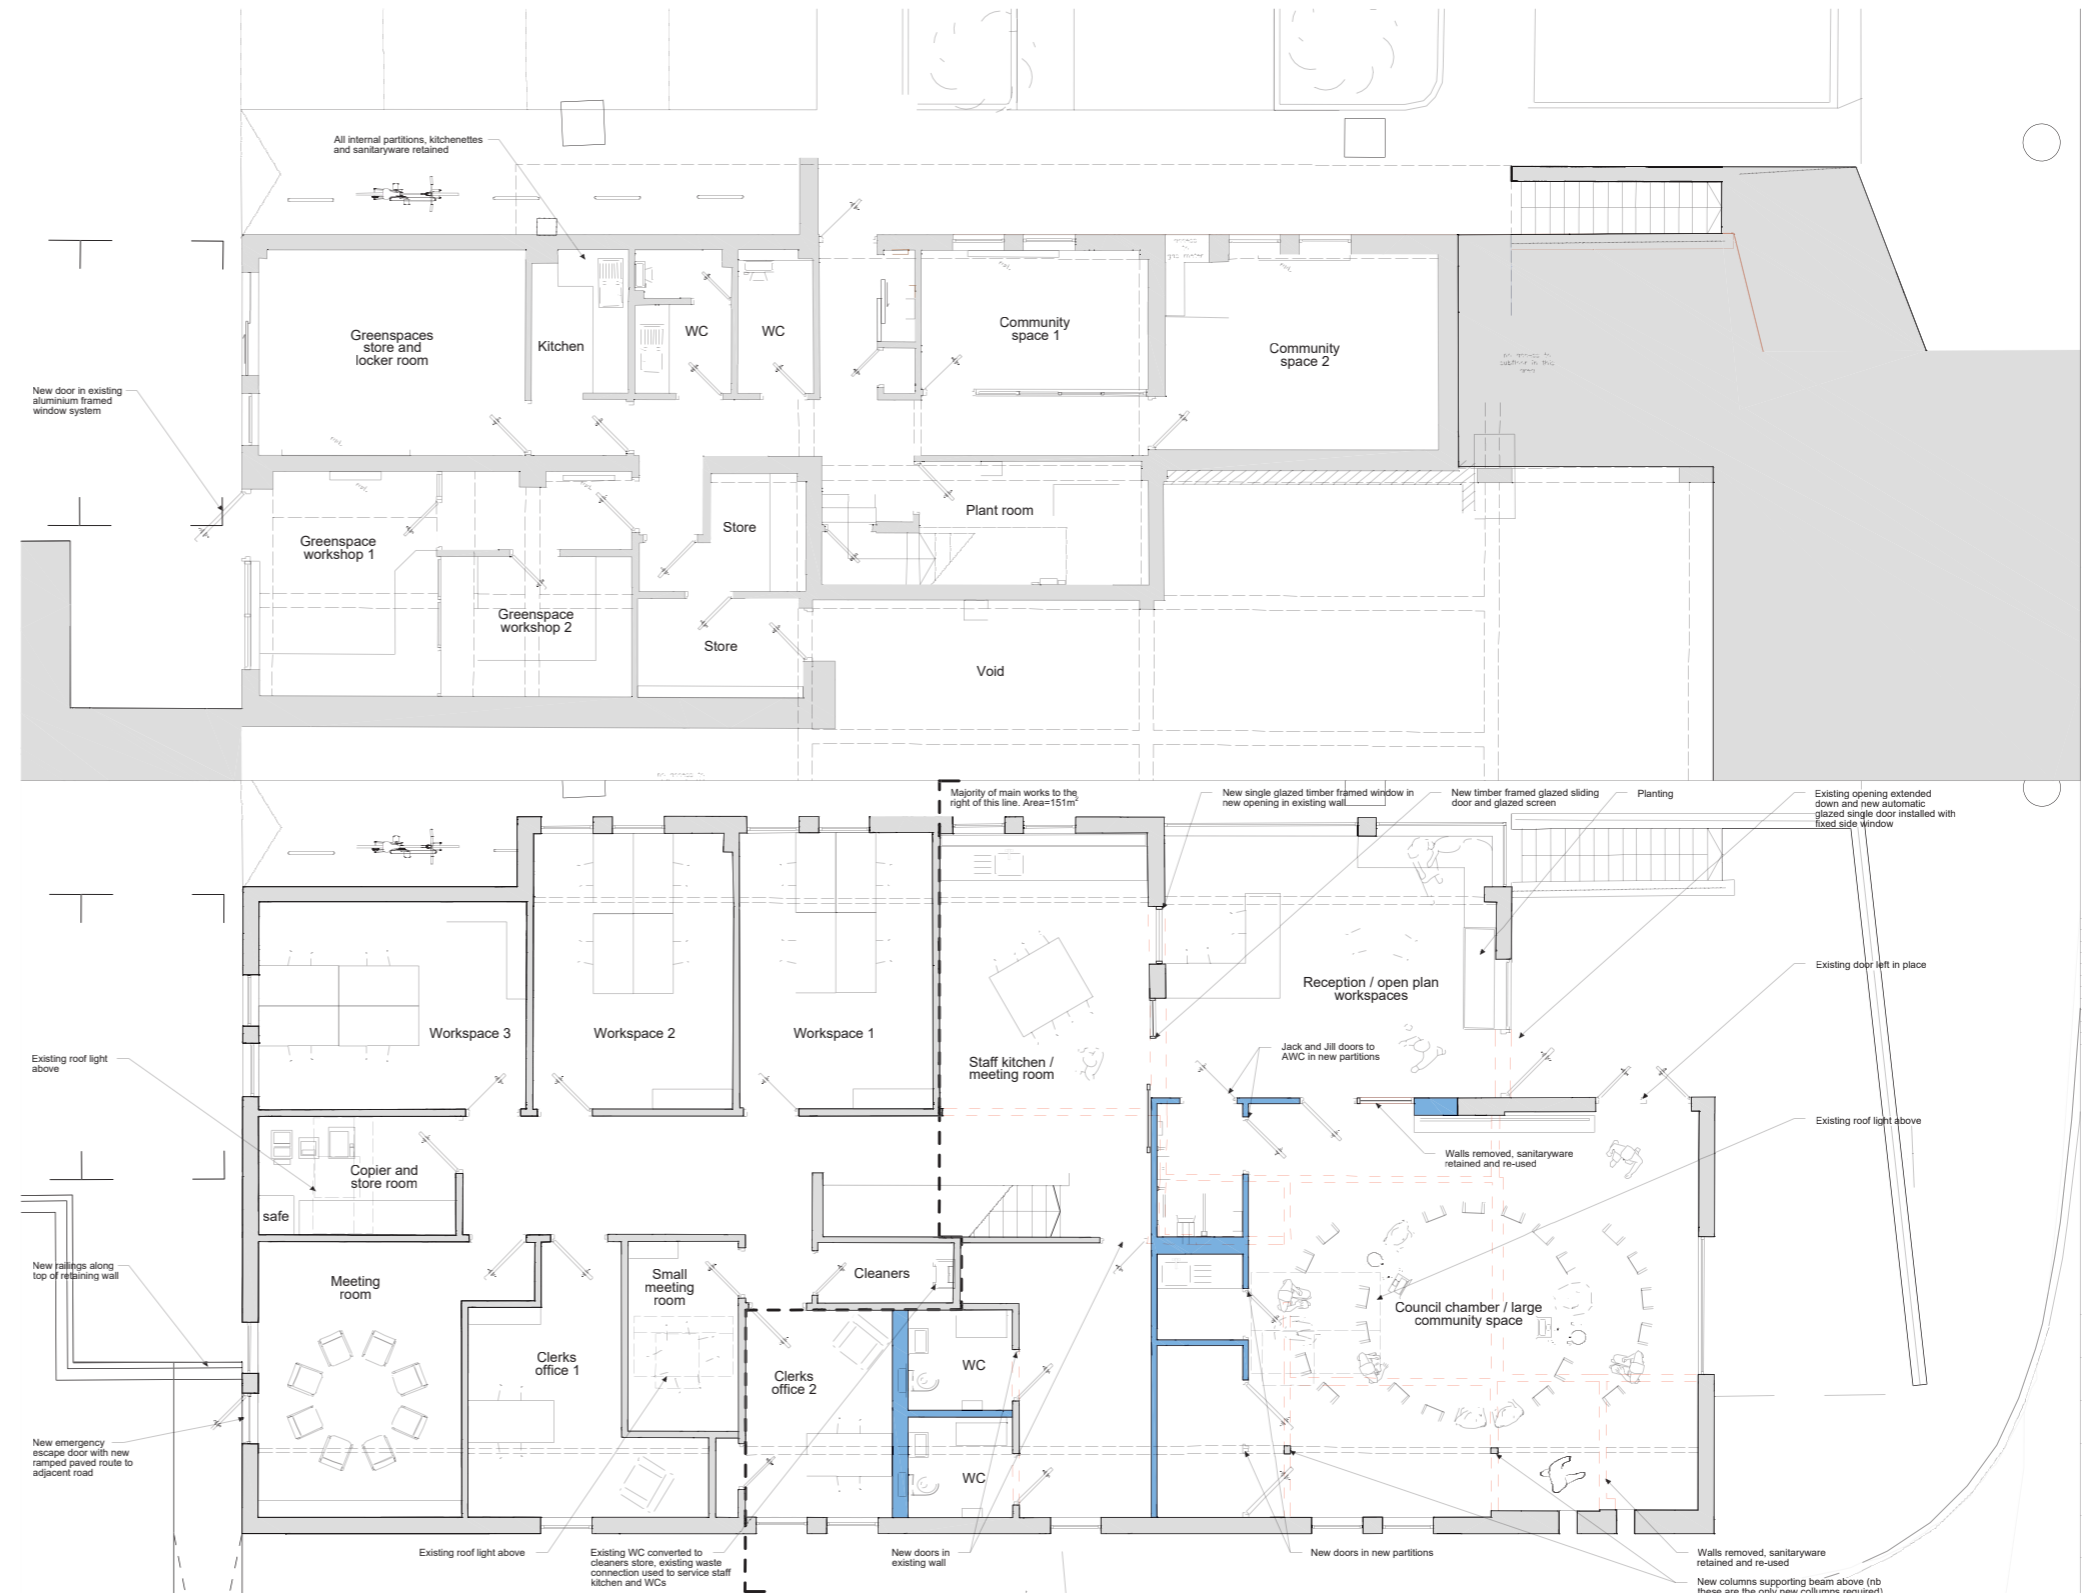 All internal partitions, kitchenettes
and sanitaryware retained
Greenspaces
store and
locker room
Kitchen
WC
WC
Community
space 1
Community
space 2
New door in existing
aluminium framed
window system
Greenspace
workshop 1
Greenspace
workshop 2
Store
Store
Plant room
Void
Majority of main works to the
right of this line. Area=151m²
New single glazed timber framed window in
new opening in existing wall
New timber framed glazed sliding
door and glazed screen
Planting
Existing opening extended
down and new automatic
glazed single door installed with
fixed side window
Existing door left in place
Reception / open plan
workspaces
Workspace 3
Workspace 2
Workspace 1
Staff kitchen /
meeting room
Jack and Jill doors to
AWC in new partitions
Existing roof light
above
Existing roof light above
Walls removed, sanitaryware
retained and re-used
Copier and
store room
safe
New railings along
top of retaining wall
Meeting
room
Small
meeting
room
Cleaners
Council chamber / large
community space
Clerks
office 1
Clerks
office 2
WC
WC
New emergency
escape door with new
ramped paved route to
adjacent road
Existing roof light above
Existing WC converted to
cleaners store, existing waste
connection used to service staff
kitchen and WCs
New doors in
existing wall
New doors in new partitions
Walls removed, sanitaryware
retained and re-used
New columns supporting beam above (nb
these are the only new columns required)